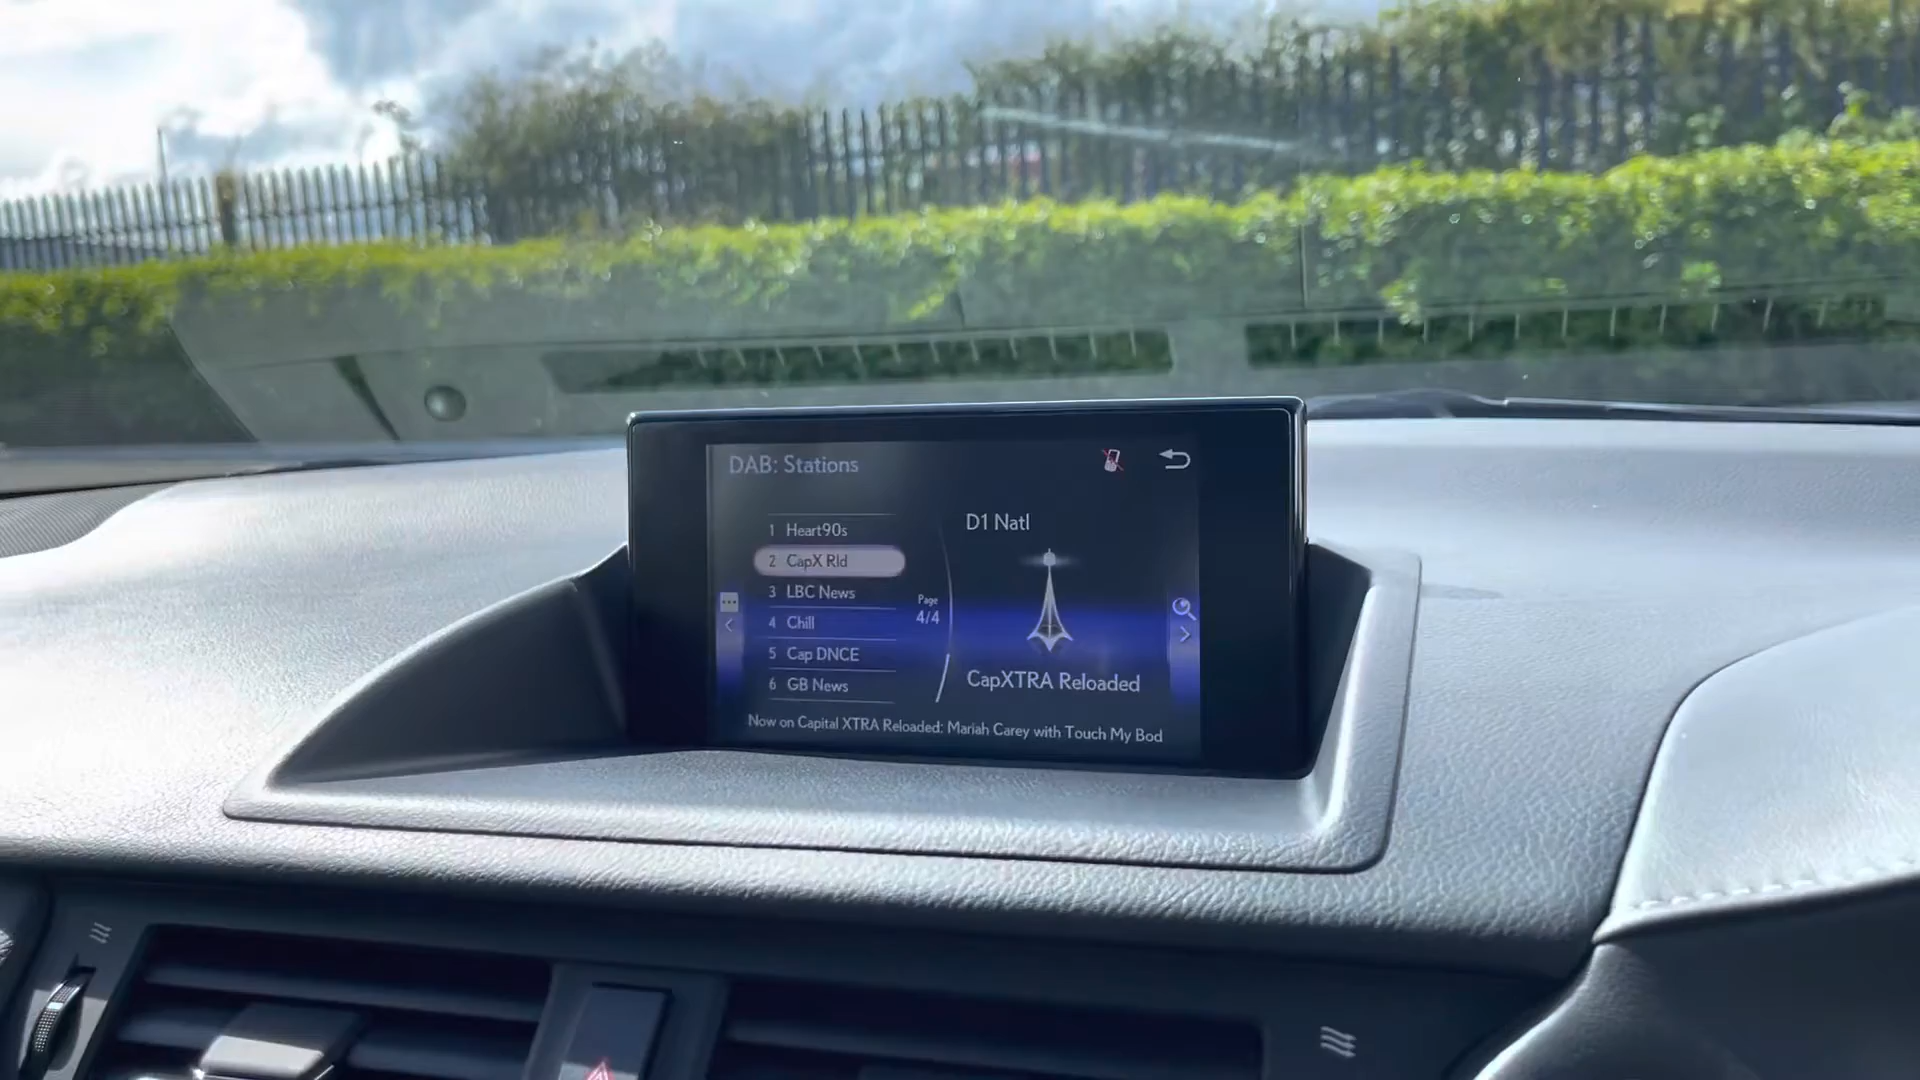 DAB: Stations
D1 Natl
1 Heart90s
2 CapX Rld
3 LBC News
4 Chill
5 Cap DNCE
6 GB News
Page
4/4
CapXTRA Reloaded
Now on Capital XTRA Reloaded: Mariah Carey with Touch My Bod